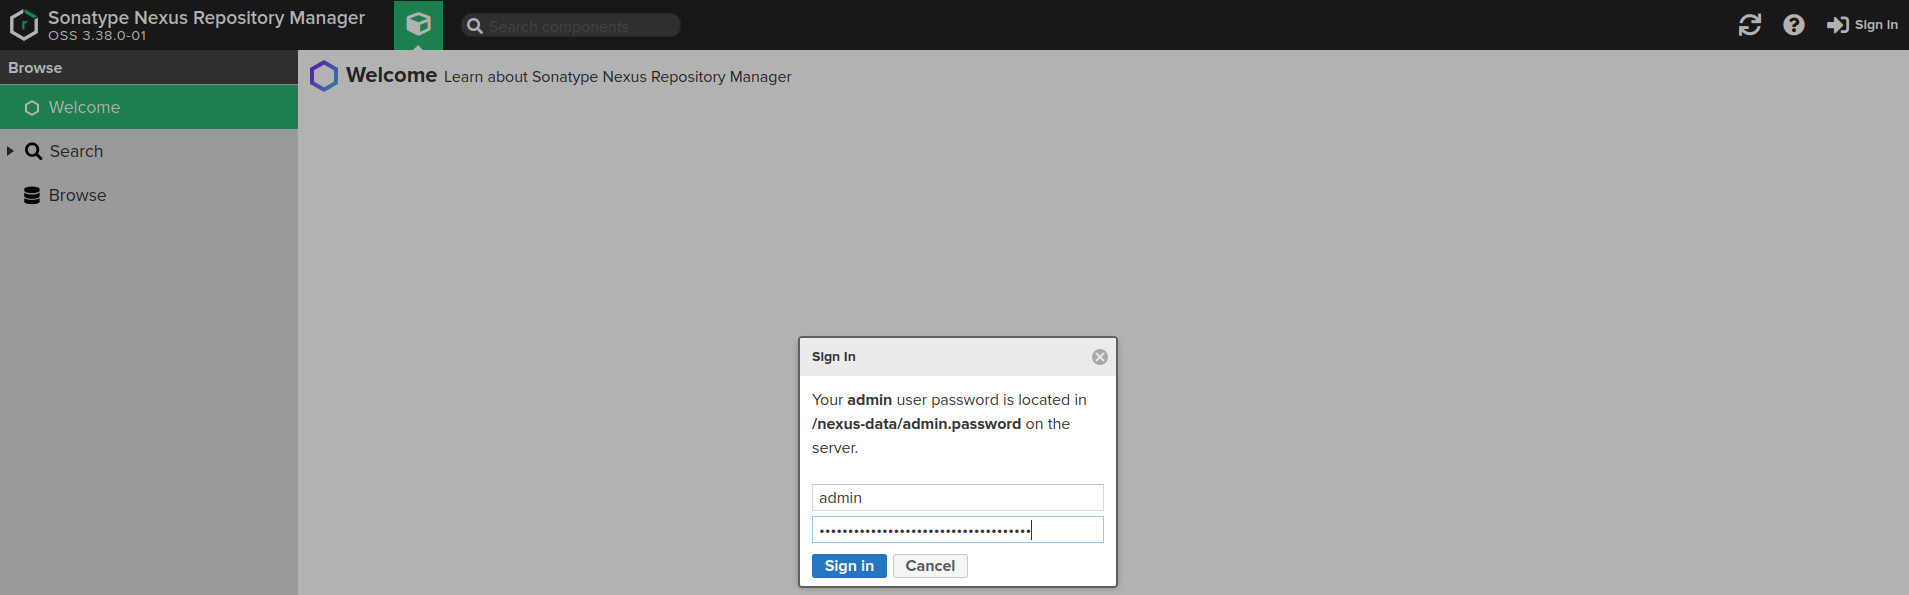 Sonatype Nexus Repository Manager
OSS 3.38.0-01
Search components
Sign In
Browse
Welcome
Search
Browse
Welcome Learn about Sonatype Nexus Repository Manager
Sign In
Your admin user password is located in
/nexus-data/admin.password on the
server.
admin
•••••••••••••••••••••••••••••••••••••
Sign in Cancel